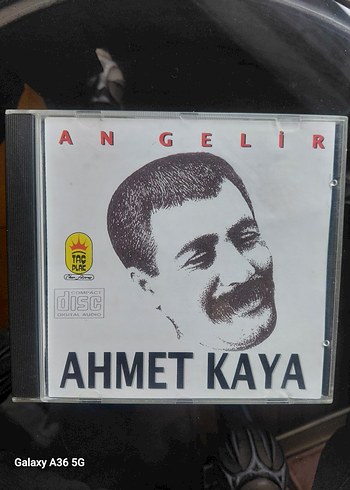 AN GELİR
TAÇ
PLAK
COMPACT
disc
DIGITAL AUDIO
AHMET KAYA
Galaxy A36 5G